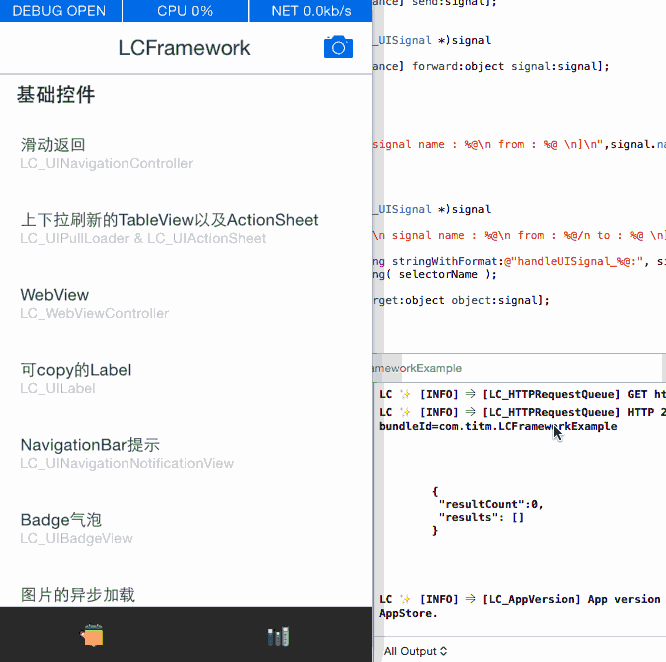 DEBUG OPEN
CPU 0%
NET 0.0kb/s
LCFramework
基础控件
滑动返回
LC_UINavigationController
上下拉刷新的TableView以及ActionSheet
LC_UIPullLoader & LC_UIActionSheet
WebView
LC_WebViewController
可copy的Label
LC_UILabel
NavigationBar提示
LC_UINavigationNotificationView
Badge气泡
LC_UIBadgeView
图片的异步加载
ance] send:signal];
_UISignal *)signal
ance] forward:object signal:signal];
signal name : %@\n from : %@ \n]\n",signal.na
_UISignal *)signal
\n signal name : %@\n from : %@/n to : %@ \n]
ng stringWithFormat:@"handleUISignal_%@:", si
ng( selectorName );
rget:object object:signal];
ameworkExample
LC ✨ [INFO] → [LC_HTTPRequestQueue] GET ht
LC ✨ [INFO] → [LC_HTTPRequestQueue] HTTP 2
bundleId=com.titm.LCFrameworkExample
{
"resultCount":0,
"results": []
}
LC ✨ [INFO] → [LC_AppVersion] App version
AppStore.
All Output